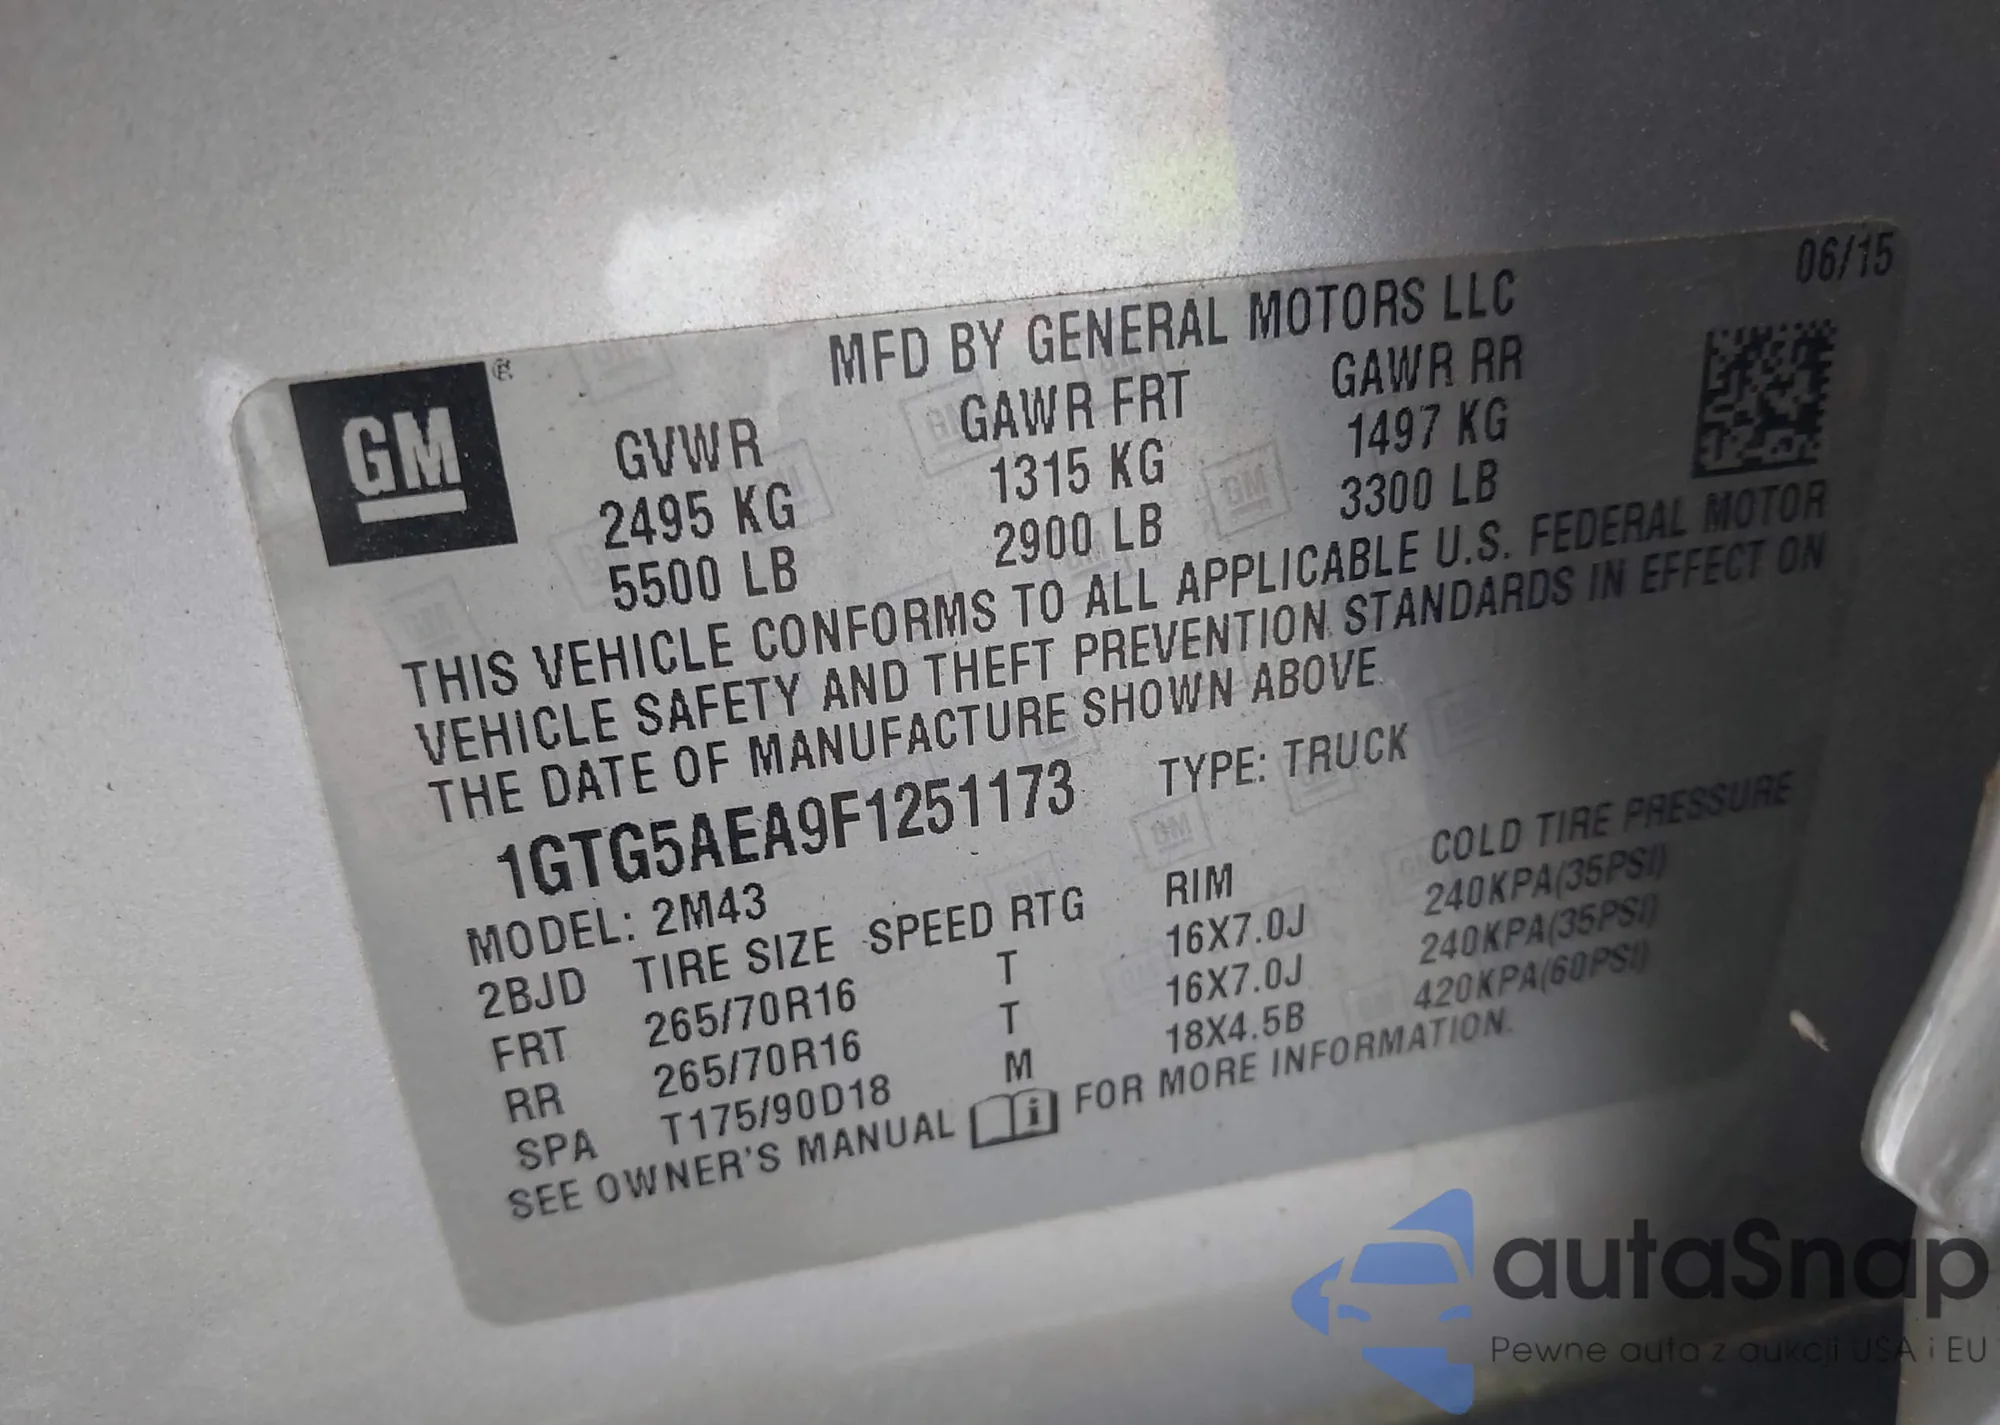 06/15
MFD BY GENERAL MOTORS LLC
GM ®
GVWR GAWR FRT GAWR RR
2495 KG 1315 KG 1497 KG
5500 LB 2900 LB 3300 LB
THIS VEHICLE CONFORMS TO ALL APPLICABLE U.S. FEDERAL MOTOR
VEHICLE SAFETY AND THEFT PREVENTION STANDARDS IN EFFECT ON
THE DATE OF MANUFACTURE SHOWN ABOVE.
1GTG5AEA9F1251173 TYPE: TRUCK
MODEL: 2M43
2BJD TIRE SIZE SPEED RTG RIM COLD TIRE PRESSURE
FRT 265/70R16 T 16X7.0J 240KPA(35PSI)
RR 265/70R16 T 16X7.0J 240KPA(35PSI)
SPA T175/90D18 M 18X4.5B 420KPA(60PSI)
SEE OWNER'S MANUAL FOR MORE INFORMATION.
autaSnap
Pewne auta z aukcji USA i EU